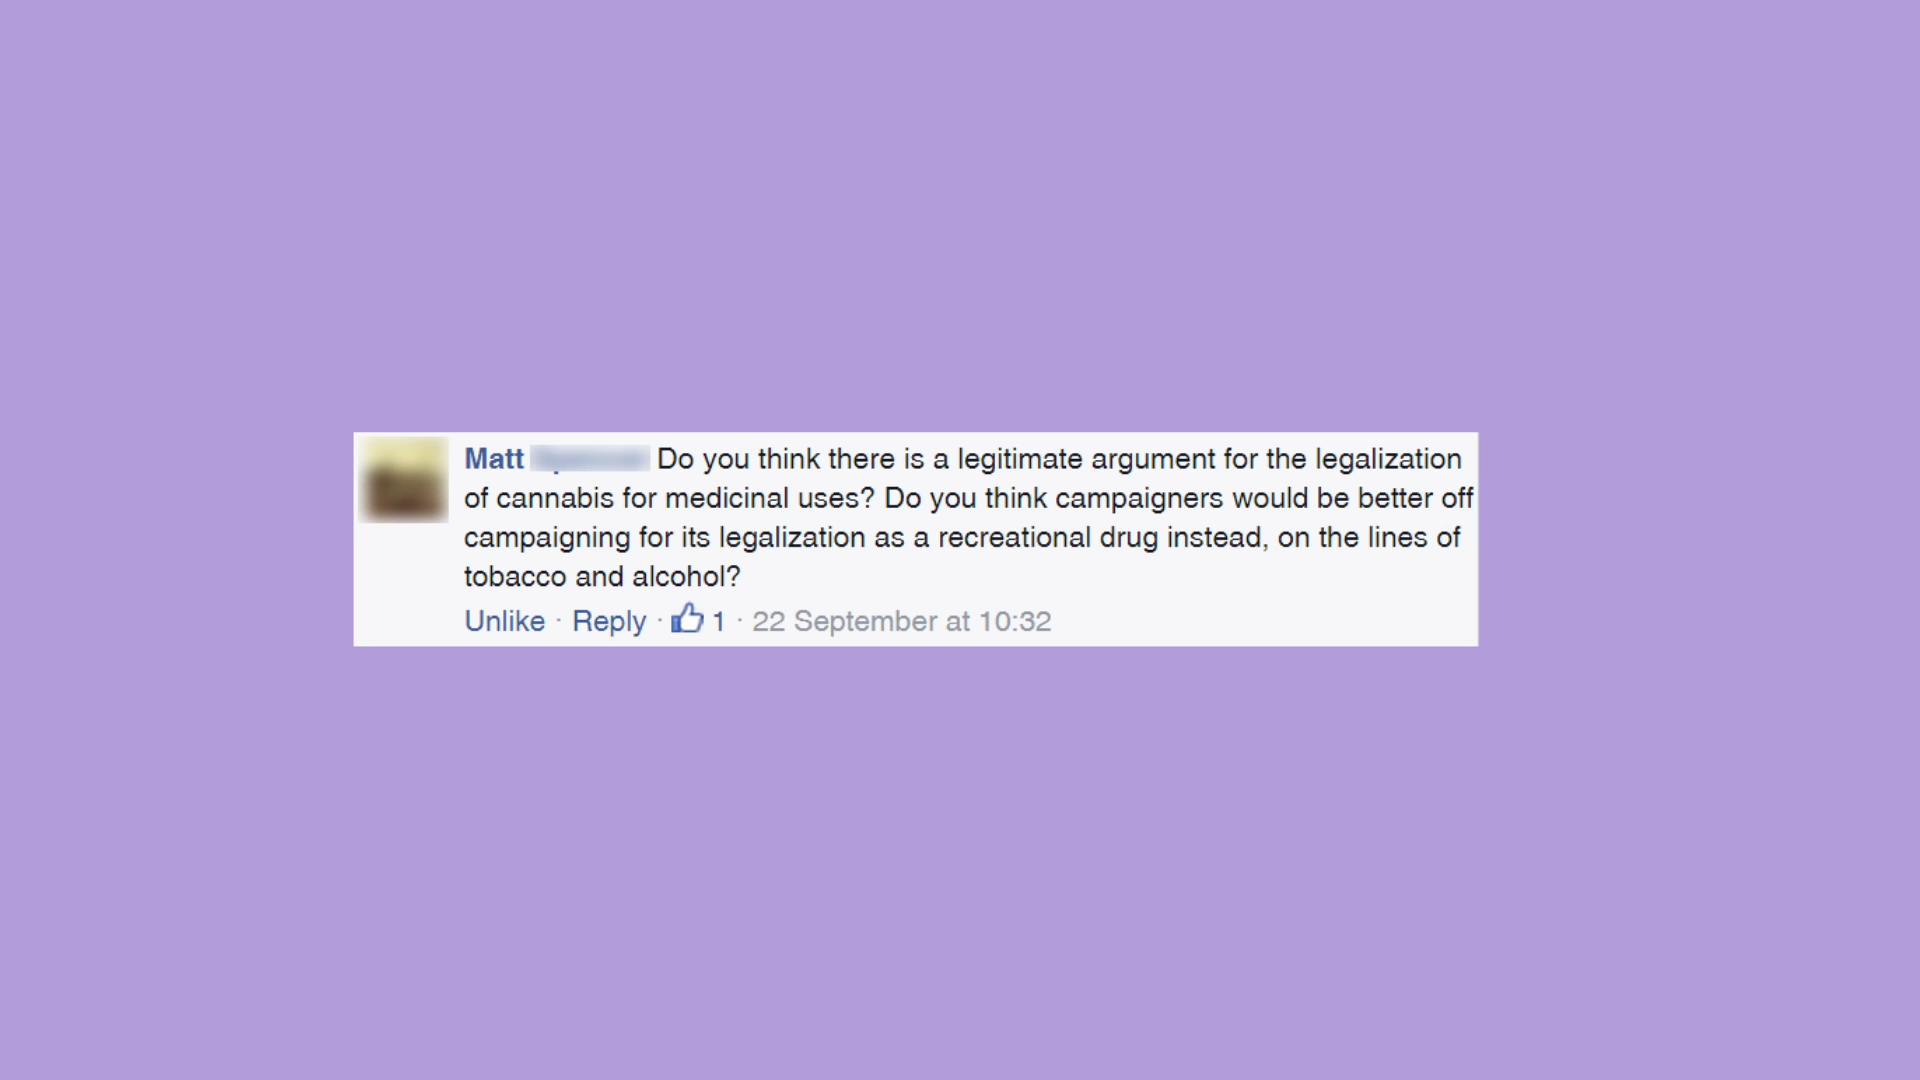 Matt Do you think there is a legitimate argument for the legalization
of cannabis for medicinal uses? Do you think campaigners would be better off
campaigning for its legalization as a recreational drug instead, on the lines of
tobacco and alcohol?
Unlike · Reply · 1 · 22 September at 10:32